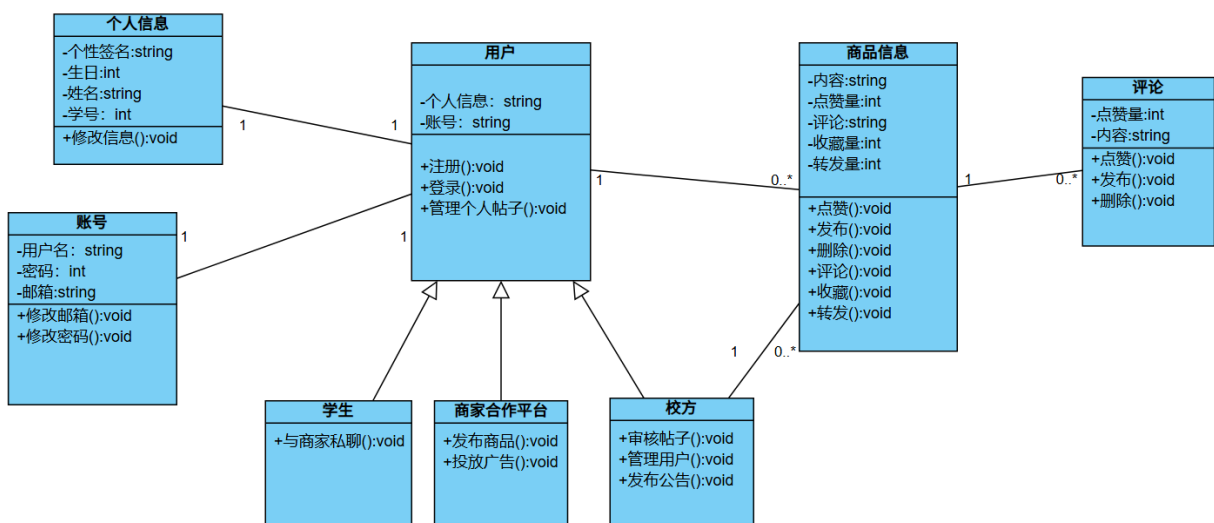 个人信息
-个性签名:string
-生日:int
-姓名:string
-学号：int
+修改信息():void
1
1
用户
-个人信息：string
-账号：string
+注册():void
+登录():void
+管理个人帖子():void
1
0..*
商品信息
-内容:string
-点赞量:int
-评论:string
-收藏量:int
-转发量:int
+点赞():void
+发布():void
+删除():void
+评论():void
+收藏():void
+转发():void
1
0..*
评论
-点赞量:int
-内容:string
+点赞():void
+发布():void
+删除():void
账号
-用户名：string
-密码：int
-邮箱:string
+修改邮箱():void
+修改密码():void
1
1
学生
+与商家私聊():void
商家合作平台
+发布商品():void
+投放广告():void
校方
+审核帖子():void
+管理用户():void
+发布公告():void
1
0..*